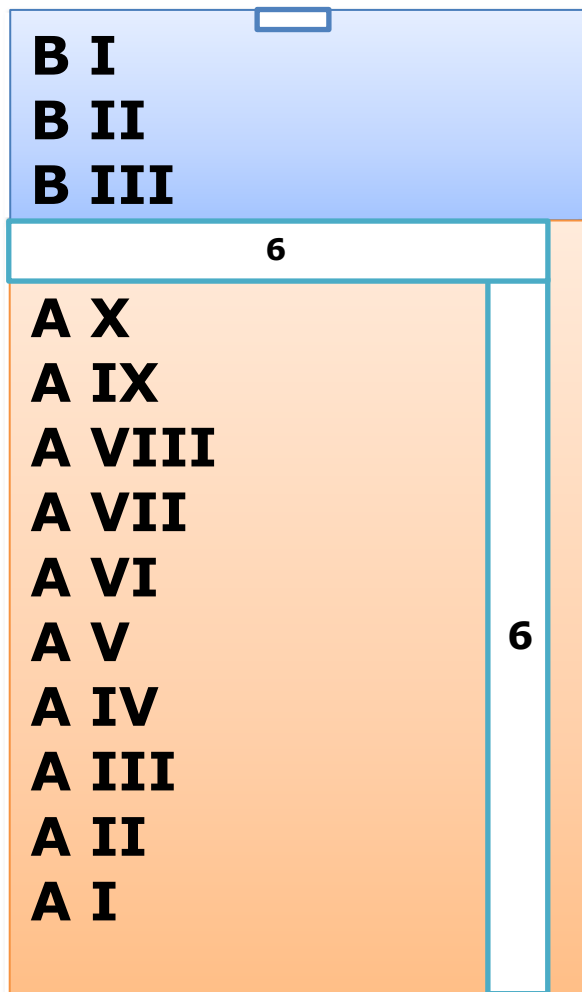 B I
B II
B III
6
A X
A IX
A VIII
A VII
A VI
A V
6
A IV
A III
A II
A I